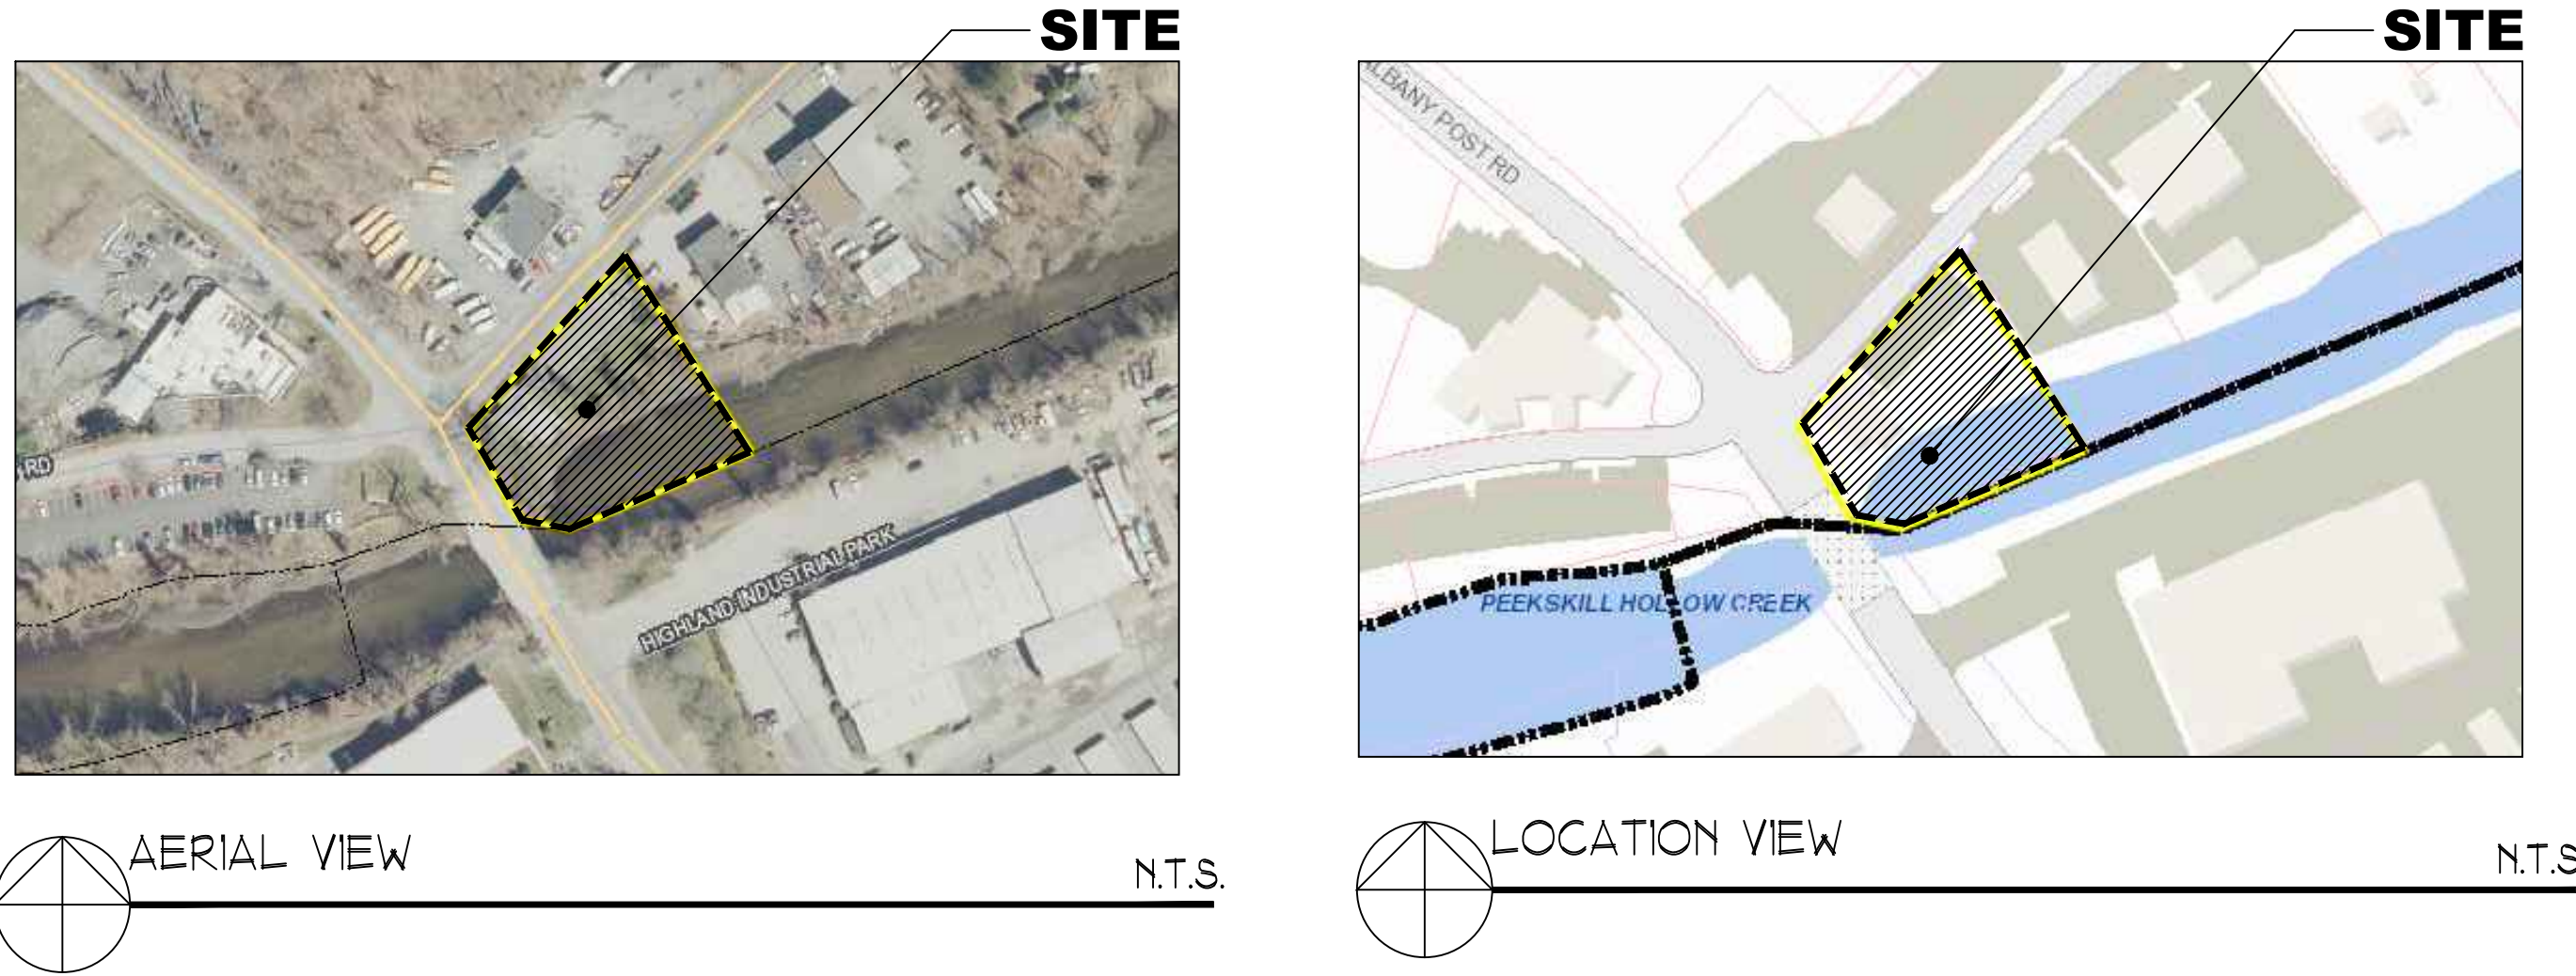 SITE
SITE
ALBANY POST RD
RD
HIGHLAND INDUSTRIAL PARK
PEEKSKILL HOLLOW CREEK
AERIAL VIEW
N.T.S.
LOCATION VIEW
N.T.S